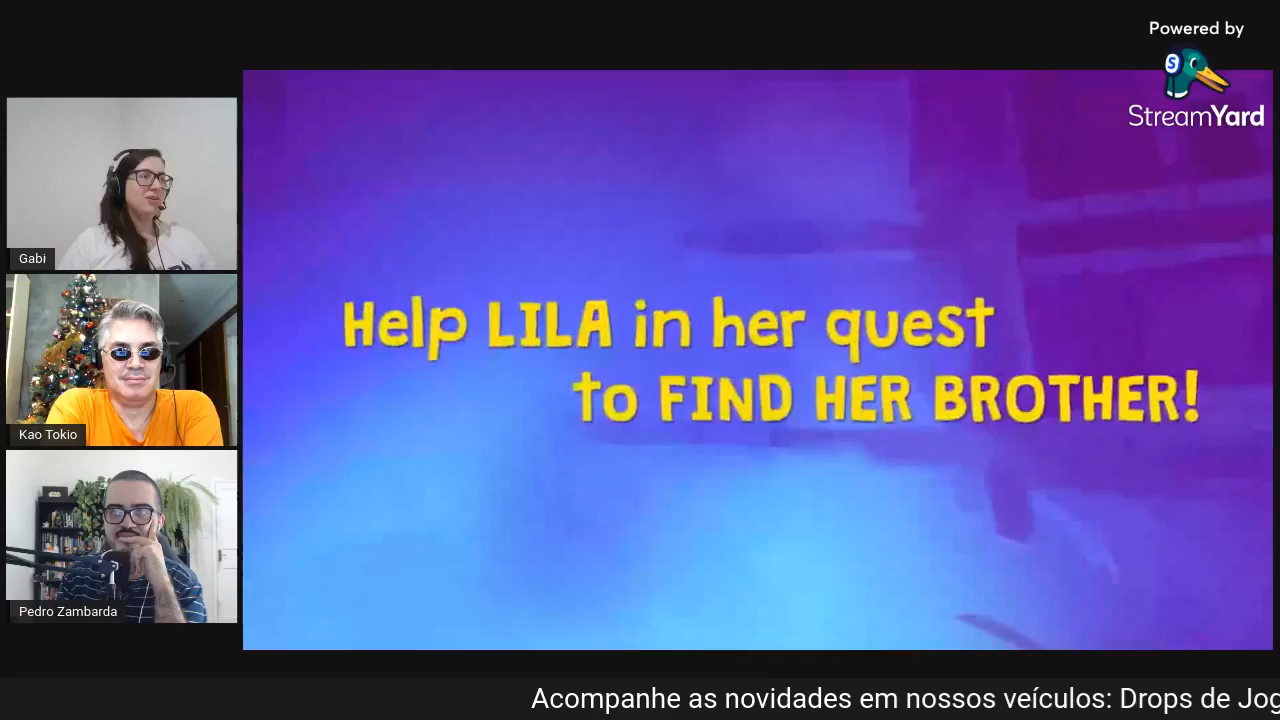 Powered by
StreamYard
Gabi
Kao Tokio
Pedro Zambarda
Help LILA in her quest
to FIND HER BROTHER!
Acompanhe as novidades em nossos veículos: Drops de Jog